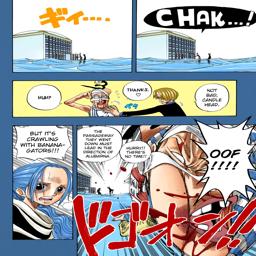 ギィ.....
CHAK...!
HUH?
THANKS. ♡
NOT BAD,
CANDLE
HEAD.
BUT IT'S
CRAWLING
WITH BANANA-
GATORS!!!
THE
PASSAGEWAY THEY
WENT DOWN MUST
LEAD IN THE
DIRECTION OF
ALUBARNA.
HURRY!!
THERE'S
NO TIME!!
OOF
!!!!
ドゴオン!!